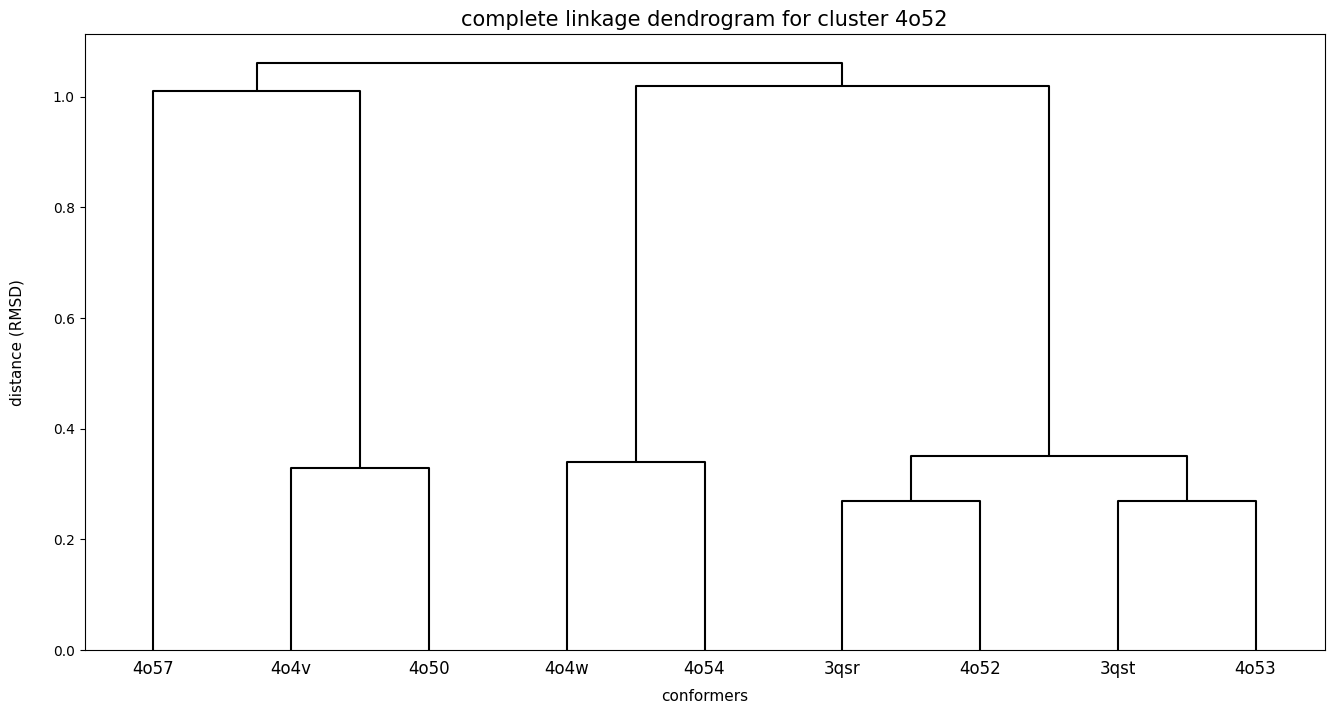 complete linkage dendrogram for cluster 4o52
distance (RMSD)
1.0
0.8
0.6
0.4
0.2
0.0
4o57 4o4v 4o50 4o4w 4o54 3qsr 4o52 3qst 4o53
conformers